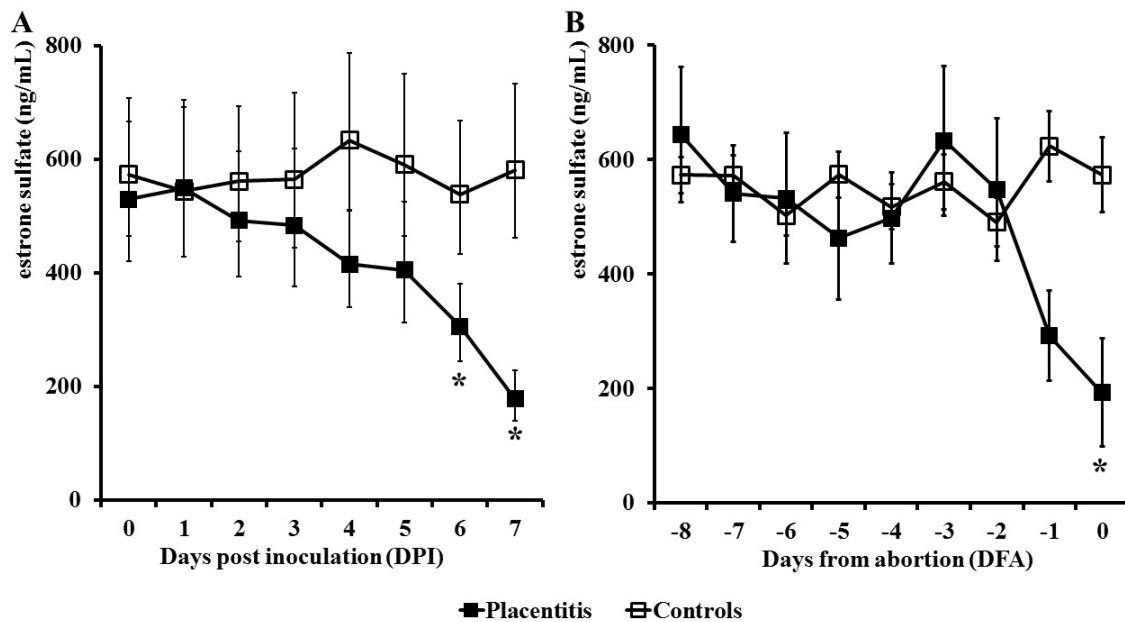 A
estrone sulfate (ng/mL)
800
600
400
200
0
0 1 2 3 4 5 6 7
Days post inoculation (DPI)
*
*
B
estrone sulfate (ng/mL)
800
600
400
200
0
-8 -7 -6 -5 -4 -3 -2 -1 0
Days from abortion (DFA)
*
Placentitis Controls